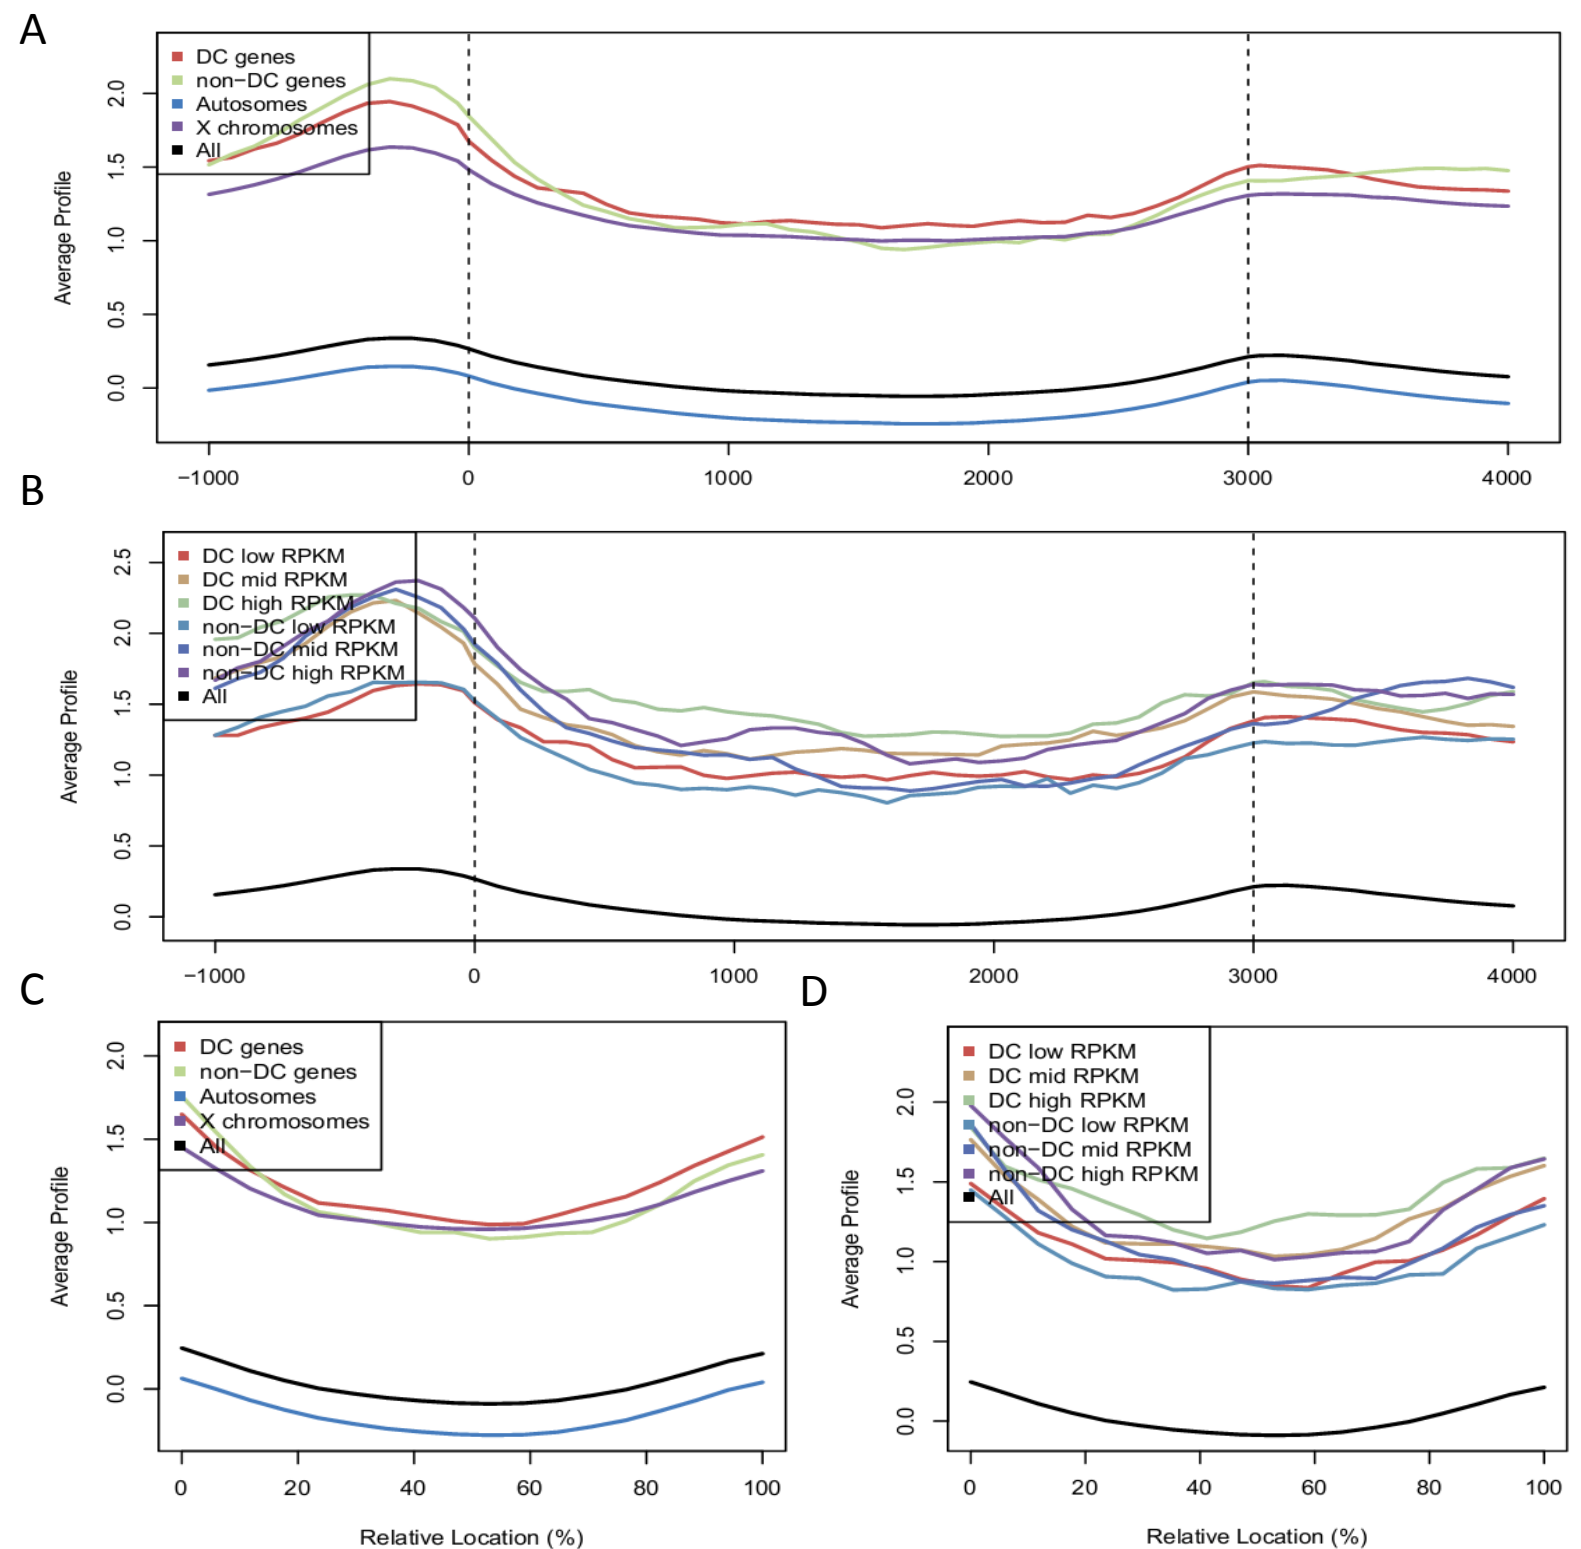 A
DC genes
non−DC genes
Autosomes
X chromosomes
All
Average Profile
0.0
0.5
1.0
1.5
2.0
−1000
0
1000
2000
3000
4000
B
DC low RPKM
DC mid RPKM
DC high RPKM
non−DC low RPKM
non−DC mid RPKM
non−DC high RPKM
All
Average Profile
0.0
0.5
1.0
1.5
2.0
2.5
−1000
0
1000
2000
3000
4000
C
DC genes
non−DC genes
Autosomes
X chromosomes
All
Average Profile
0.0
0.5
1.0
1.5
2.0
0
20
40
60
80
100
Relative Location (%)
D
DC low RPKM
DC mid RPKM
DC high RPKM
non−DC low RPKM
non−DC mid RPKM
non−DC high RPKM
All
Average Profile
0.0
0.5
1.0
1.5
2.0
0
20
40
60
80
100
Relative Location (%)